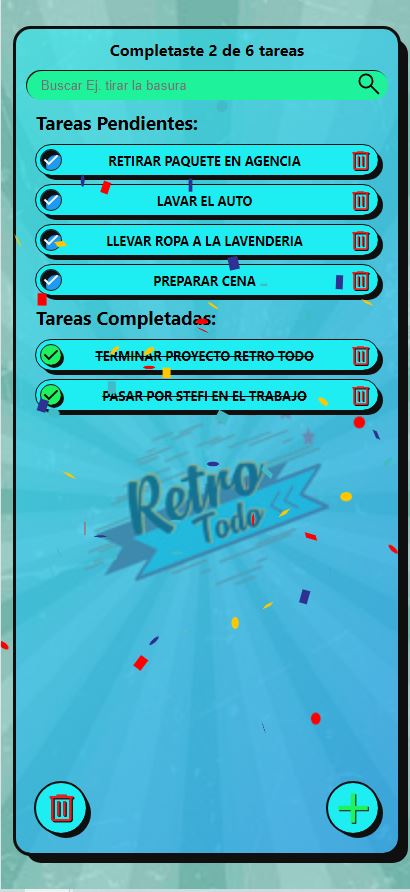 Completaste 2 de 6 tareas
Buscar Ej. tirar la basura
Tareas Pendientes:
RETIRAR PAQUETE EN AGENCIA
LAVAR EL AUTO
LLEVAR ROPA A LA LAVENDERIA
PREPARAR CENA
Tareas Completadas:
TERMINAR PROYECTO RETRO TODO
PASAR POR STEFI EN EL TRABAJO
Retro
Todo